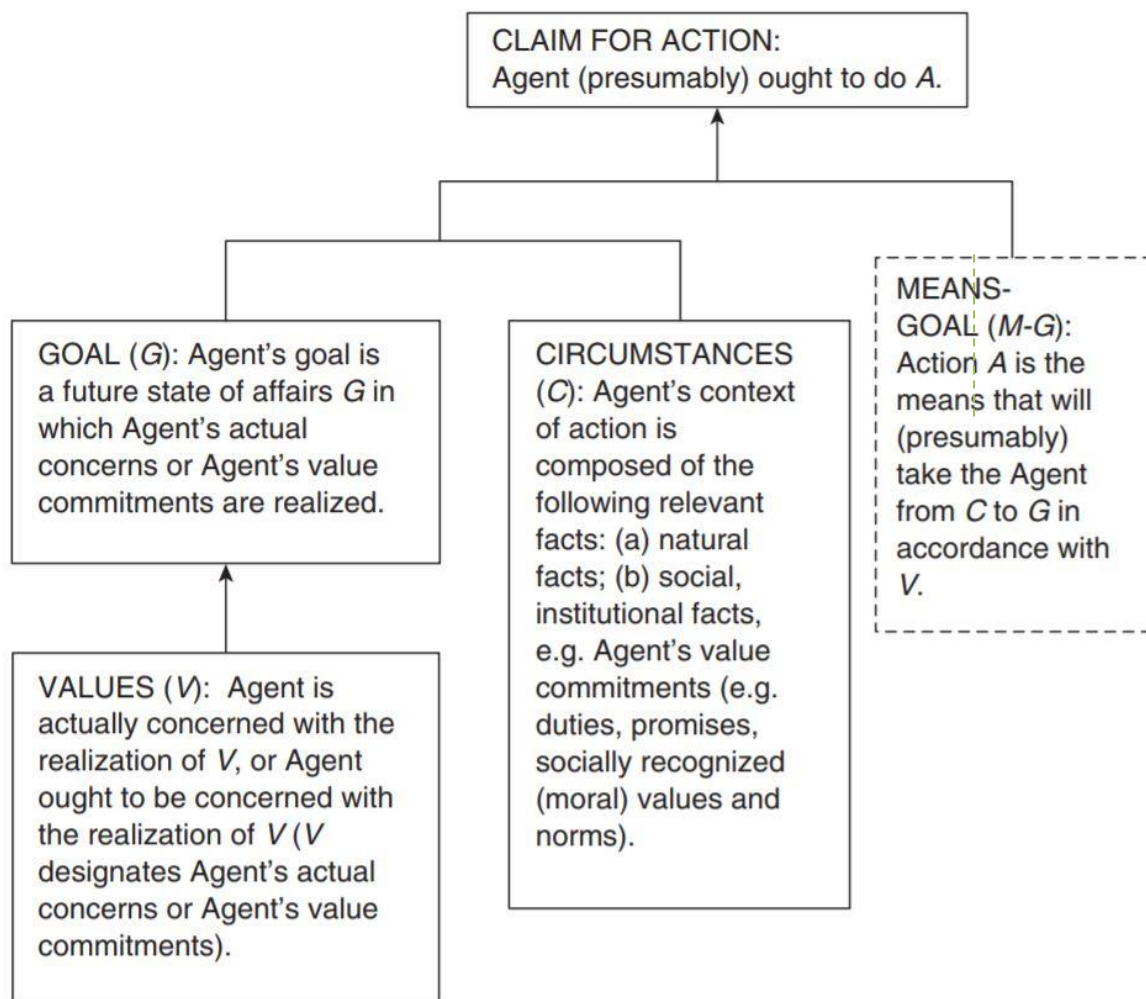 CLAIM FOR ACTION:
Agent (presumably) ought to do A.
GOAL (G): Agent's goal is
a future state of affairs G in
which Agent's actual
concerns or Agent's value
commitments are realized.
CIRCUMSTANCES
(C): Agent's context
of action is
composed of the
following relevant
facts: (a) natural
facts; (b) social,
institutional facts,
e.g. Agent's value
commitments (e.g.
duties, promises,
socially recognized
(moral) values and
norms).
MEANS-
GOAL (M-G):
Action A is the
means that will
(presumably)
take the Agent
from C to G in
accordance with
V.
VALUES (V): Agent is
actually concerned with the
realization of V, or Agent
ought to be concerned with
the realization of V (V
designates Agent's actual
concerns or Agent's value
commitments).